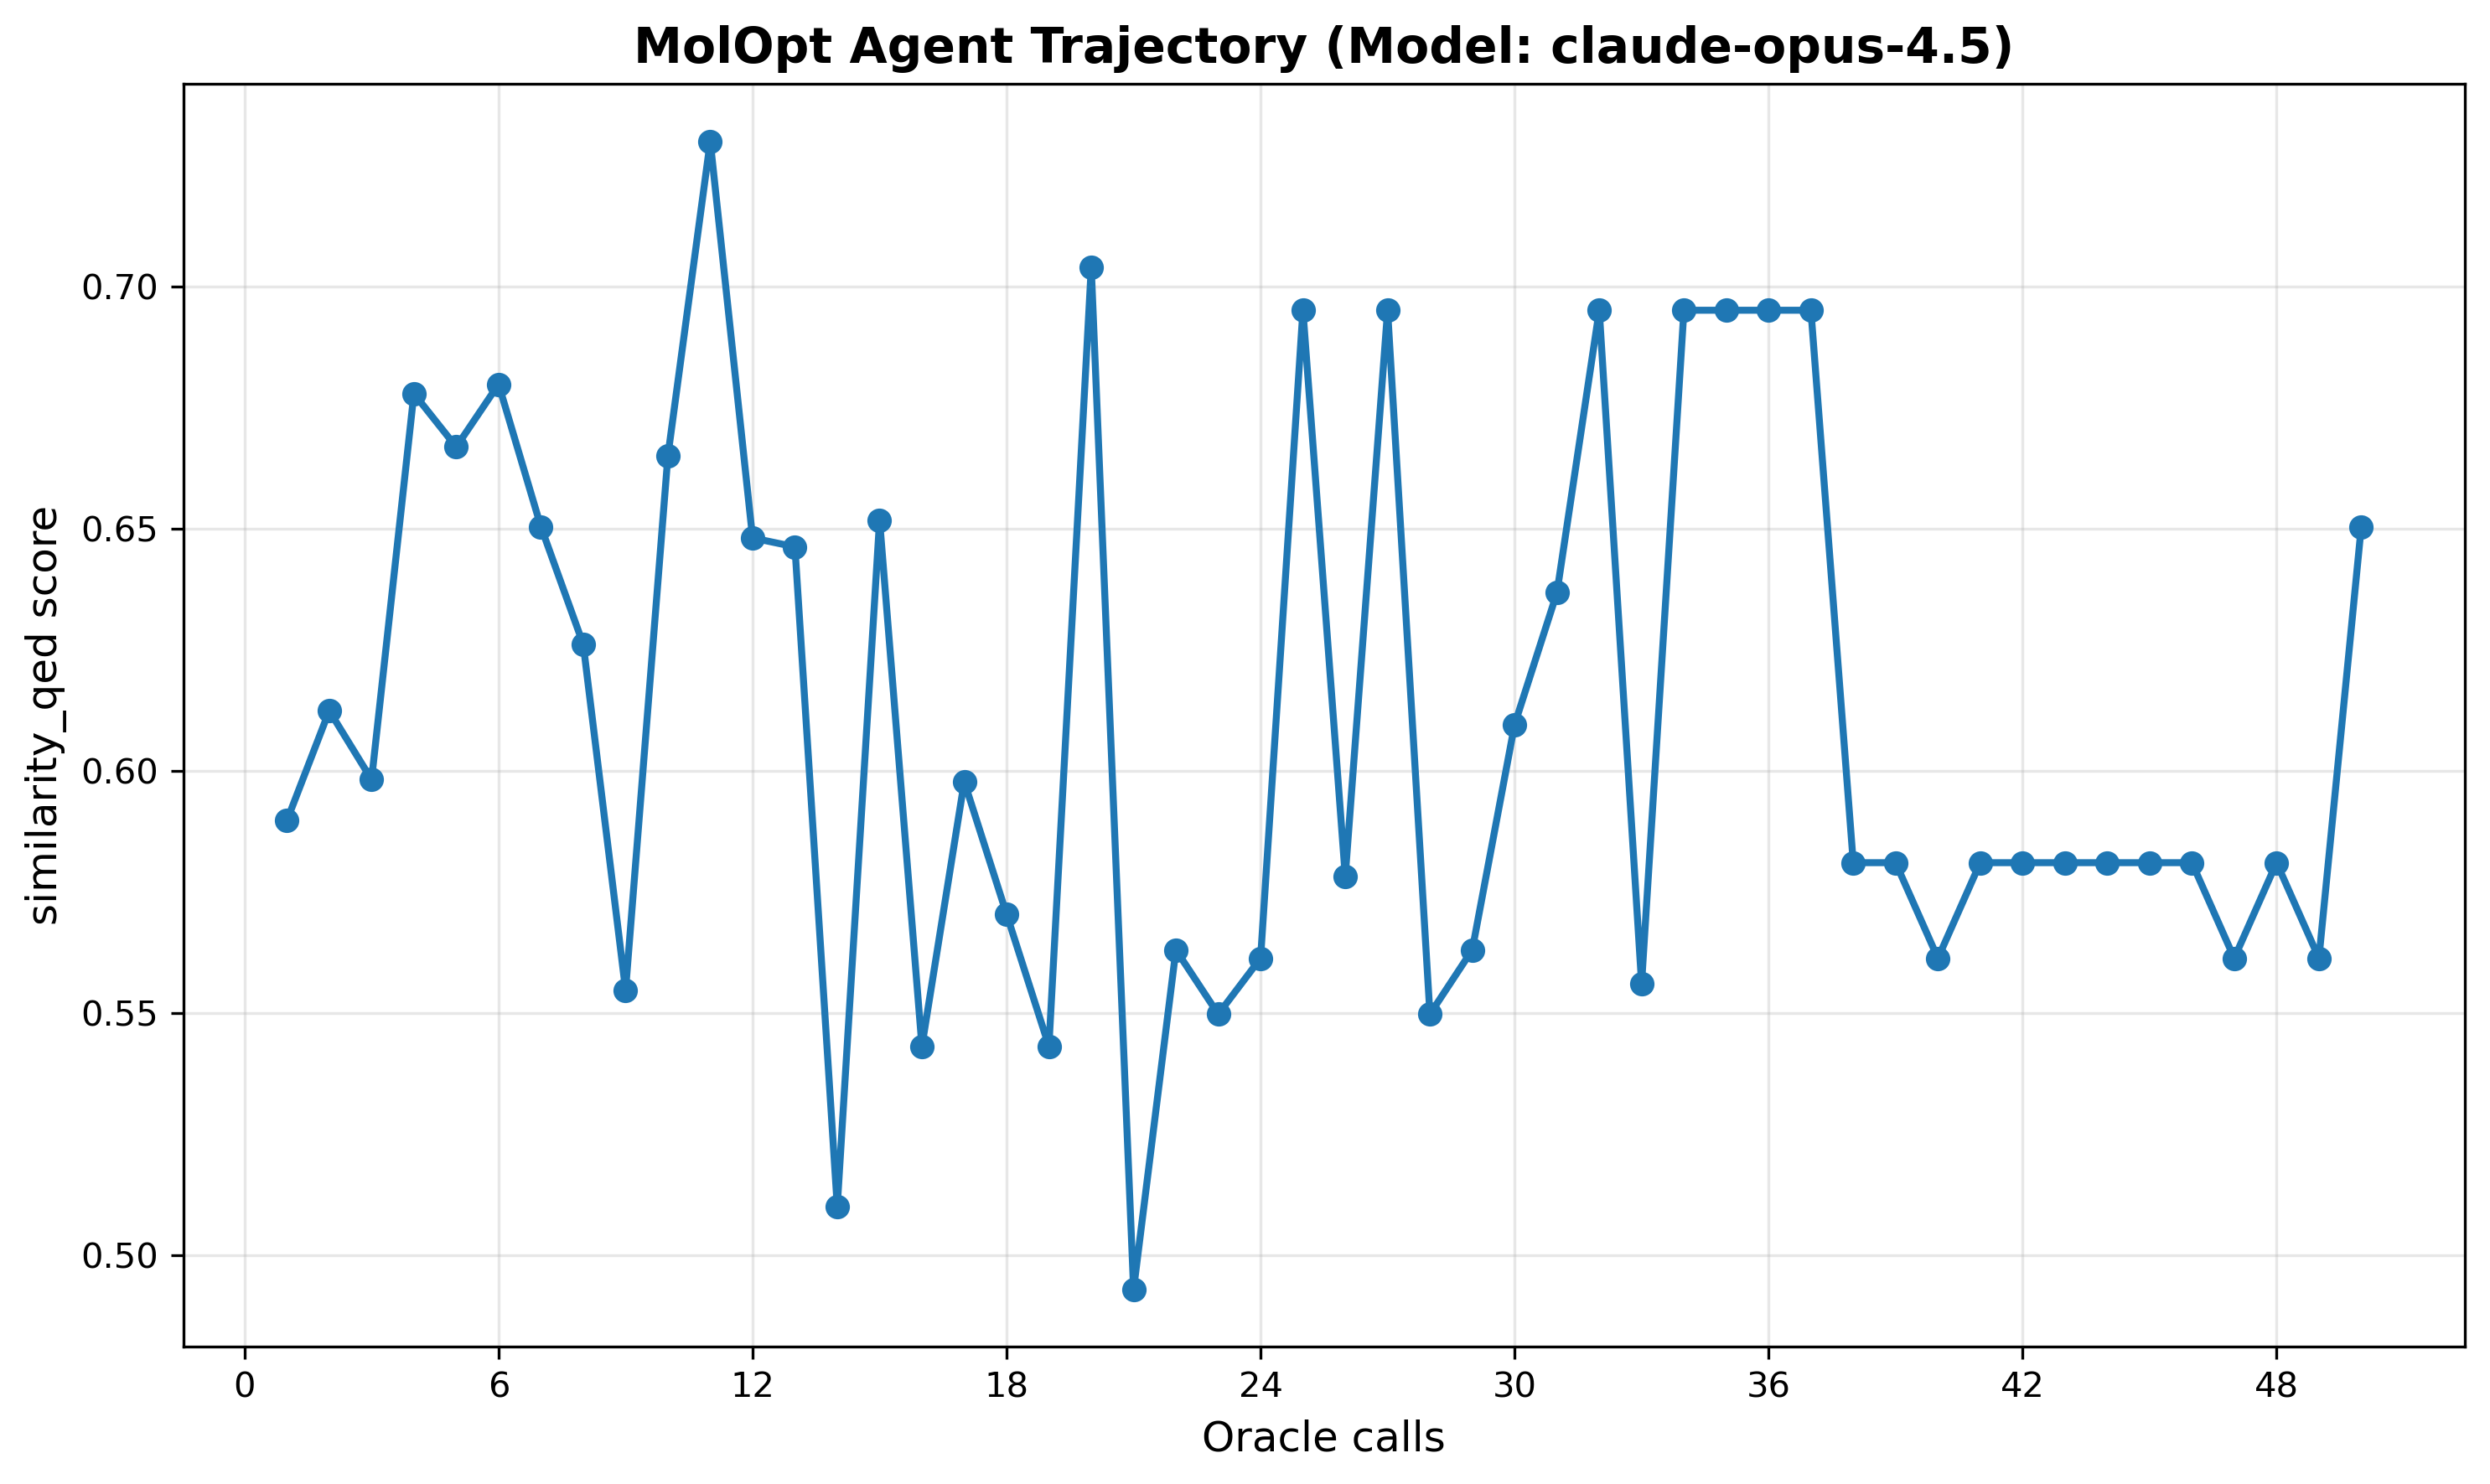 MolOpt Agent Trajectory (Model: claude-opus-4.5)
similarity_qed score
0.70
0.65
0.60
0.55
0.50
0 6 12 18 24 30 36 42 48
Oracle calls